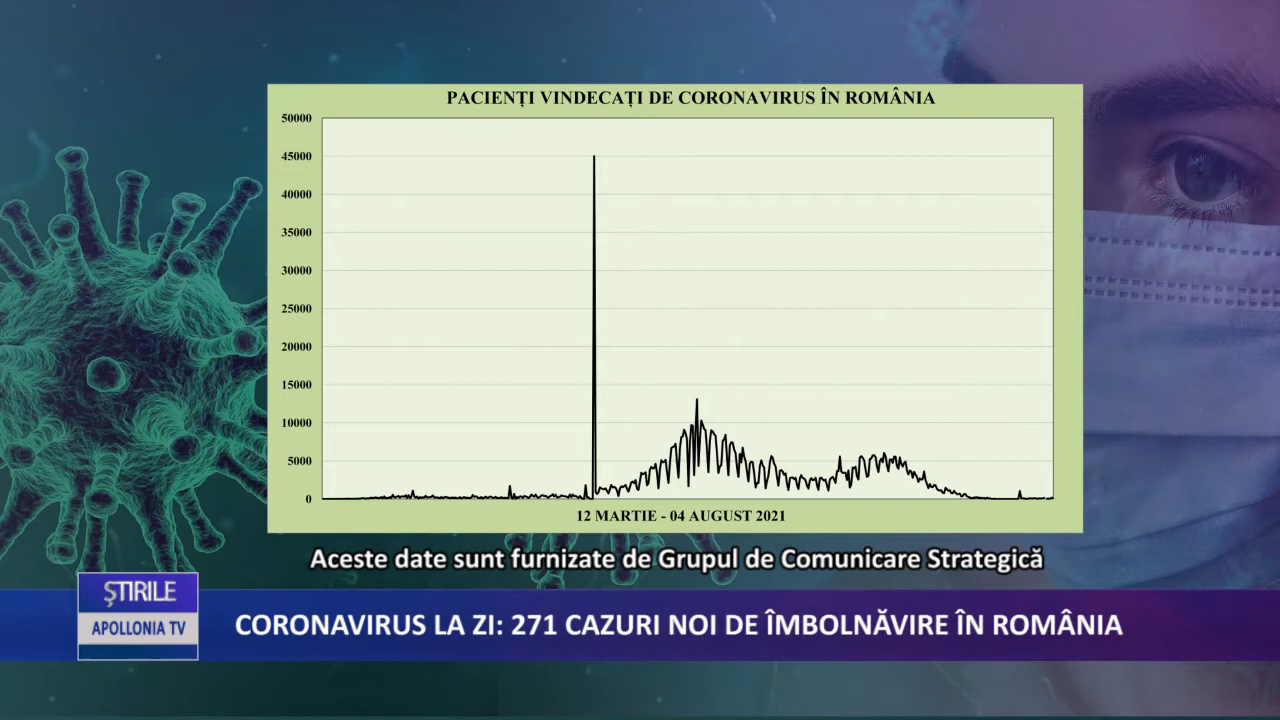 PACIENȚI VINDECAȚI DE CORONAVIRUS ÎN ROMÂNIA
50000
45000
40000
35000
30000
25000
20000
15000
10000
5000
0
12 MARTIE - 04 AUGUST 2021
Aceste date sunt furnizate de Grupul de Comunicare Strategică
ŞTIRILE
APOLLONIA TV
CORONAVIRUS LA ZI: 271 CAZURI NOI DE ÎMBOLNĂVIRE ÎN ROMÂNIA